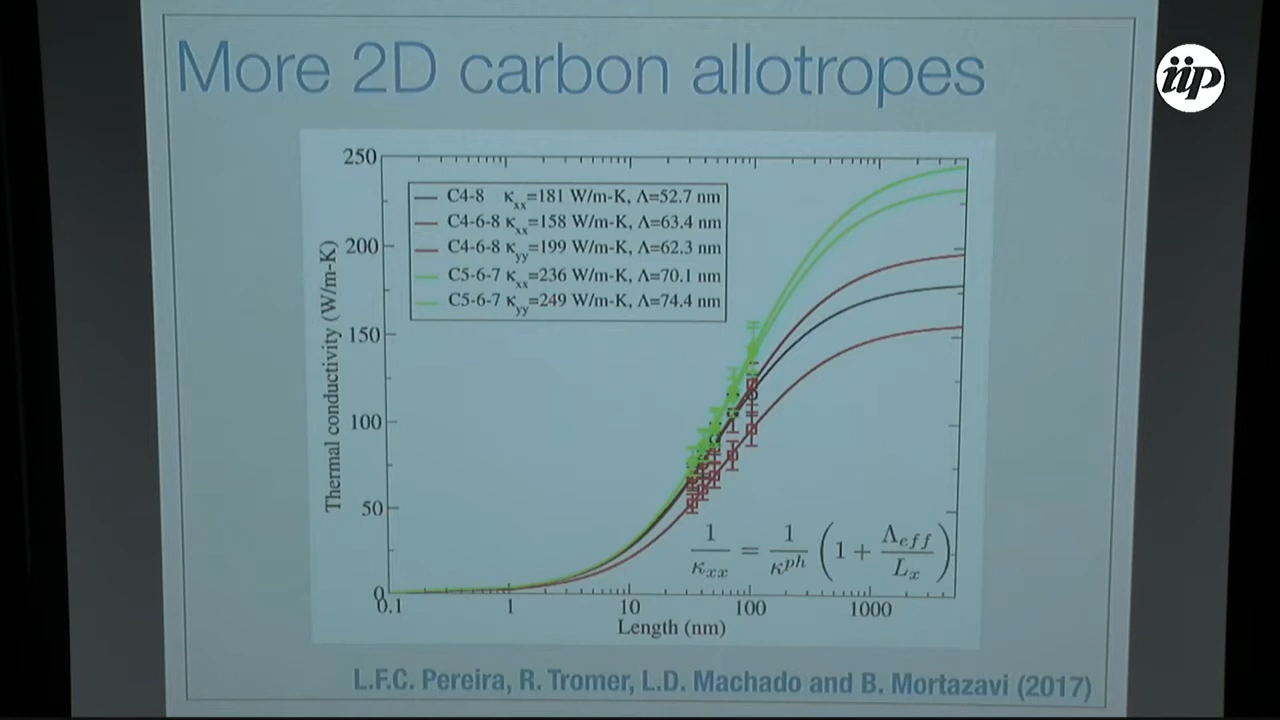 More 2D carbon allotropes
iip
250
200
150
100
50
0
Thermal conductivity (W/m-K)
C4-8 κxx=181 W/m-K, Λ=52.7 nm
C4-6-8 κxx=158 W/m-K, Λ=63.4 nm
C4-6-8 κyy=199 W/m-K, Λ=62.3 nm
C5-6-7 κxx=236 W/m-K, Λ=70.1 nm
C5-6-7 κyy=249 W/m-K, Λ=74.4 nm
1/κxx = 1/κ^ph (1 + Λeff/Lx)
0.1 1 10 100 1000
Length (nm)
L.F.C. Pereira, R. Tromer, L.D. Machado and B. Mortazavi (2017)